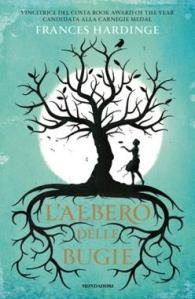 VINCITRICE DEL COSTA BOOK AWARD OF THE YEAR
CANDIDATA ALLA CARNEGIE MEDAL
FRANCES HARDINGE
L'ALBERO
DELLE
BUGIE
MONDADORI